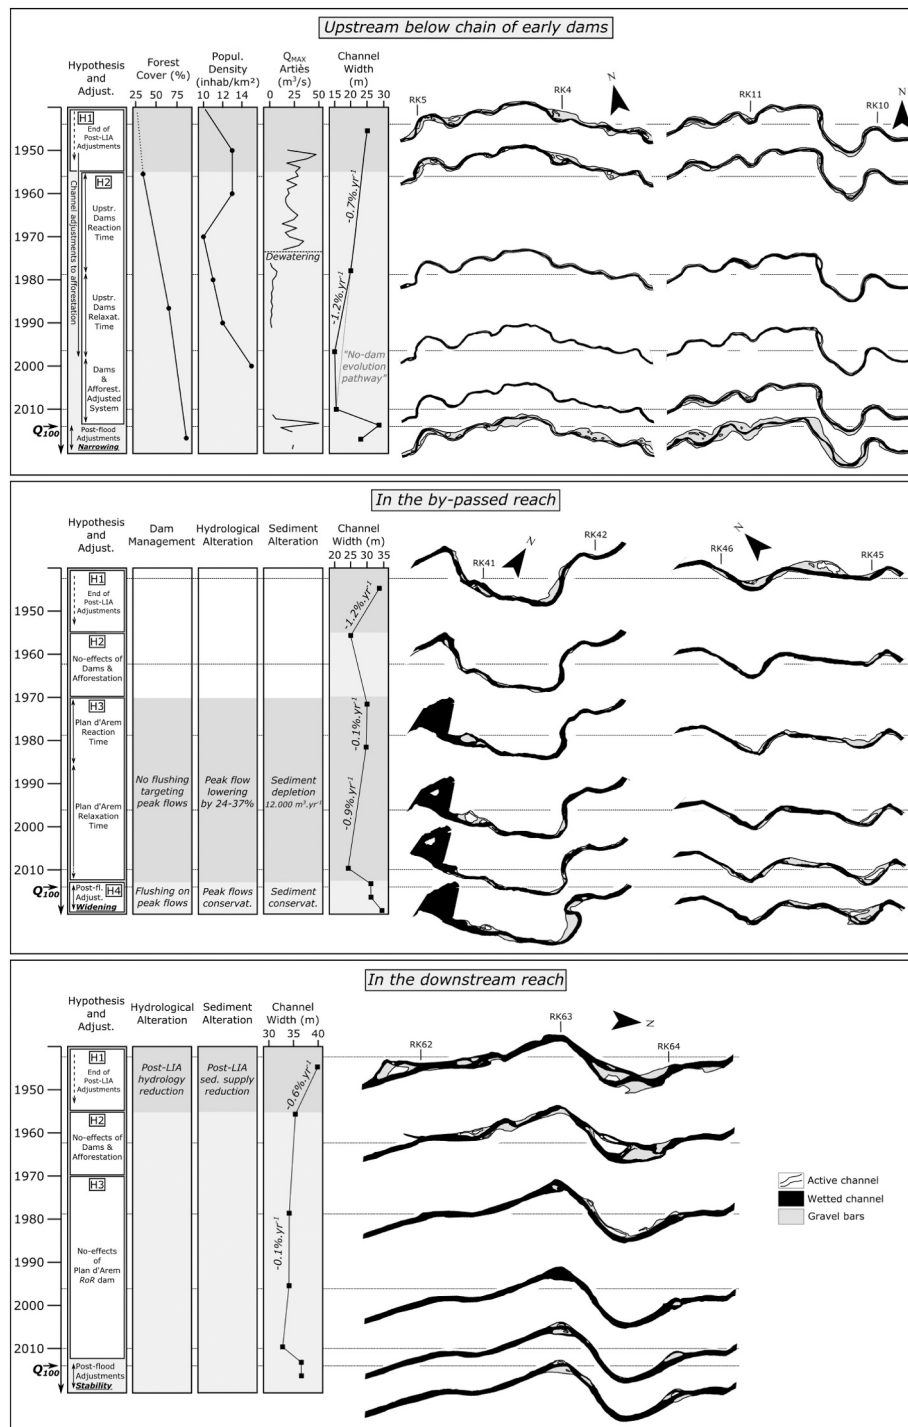 Upstream below chain of early dams
Hypothesis
and
Adjust.
Forest
Cover (%)
25 50 75
Popul.
Density
(inhab/km²)
10 12 14
QMAX
Artiès
(m³/s)
0 25 50
Channel
Width
(m)
15 20 25 30
1950
1960
1970
1980
1990
2000
2010
Q100
H1
End of
Post-LIA
Adjustments
Channel adjustments to afforestation
H2
Upstr.
Dams
Reaction
Time
Upstr.
Dams
Relaxat.
Time
Dams
& Afforest.
Adjusted
System
Post-flood
Adjustments
Narrowing
Dewatering
-0.7%.yr-1
-1.2%.yr-1
"No-dam
evolution
pathway"
RK5
RK4
N
RK11
RK10
N
In the by-passed reach
Hypothesis
and
Adjust.
Dam
Management
Hydrological
Alteration
Sediment
Alteration
Channel
Width (m)
20 25 30 35
1950
1960
1970
1980
1990
2000
2010
Q100
H1
End of
Post-LIA
Adjustments
H2
No-effects of
Dams &
Afforestation
H3
Plan d'Arem
Reaction
Time
Plan d'Arem
Relaxation
Time
Post-fl. H4
Adjust.
Widening
No flushing
targeting
peak flows
Flushing on
peak flows
Peak flow
lowering
by 24-37%
Peak flows
conservat.
Sediment
depletion
12.000 m³.yr-1
Sediment
conservat.
-1.2%.yr-1
-0.1%.yr-1
-0.9%.yr-1
RK41
N
RK42
RK46
N
RK45
In the downstream reach
Hypothesis
and
Adjust.
Hydrological
Alteration
Sediment
Alteration
Channel
Width (m)
30 35 40
1950
1960
1970
1980
1990
2000
2010
Q100
H1
End of
Post-LIA
Adjustments
H2
No-effects of
Dams &
Afforestation
H3
No-effects
of
Plan d'Arem
RoR dam
Post-flood
Adjustments
Stability
Post-LIA
hydrology
reduction
Post-LIA
sed. supply
reduction
-0.6%.yr-1
-0.1%.yr-1
RK62
RK63
N
RK64
Active channel
Wetted channel
Gravel bars